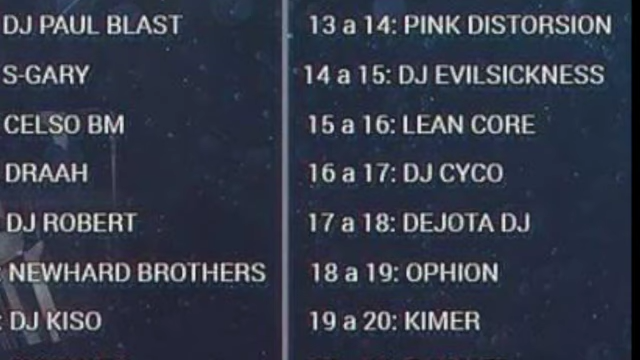 DJ PAUL BLAST
S-GARY
CELSO BM
DRAAH
DJ ROBERT
: NEWHARD BROTHERS
: DJ KISO
13 a 14: PINK DISTORSION
14 a 15: DJ EVILSICKNESS
15 a 16: LEAN CORE
16 a 17: DJ CYCO
17 a 18: DEJOTA DJ
18 a 19: OPHION
19 a 20: KIMER